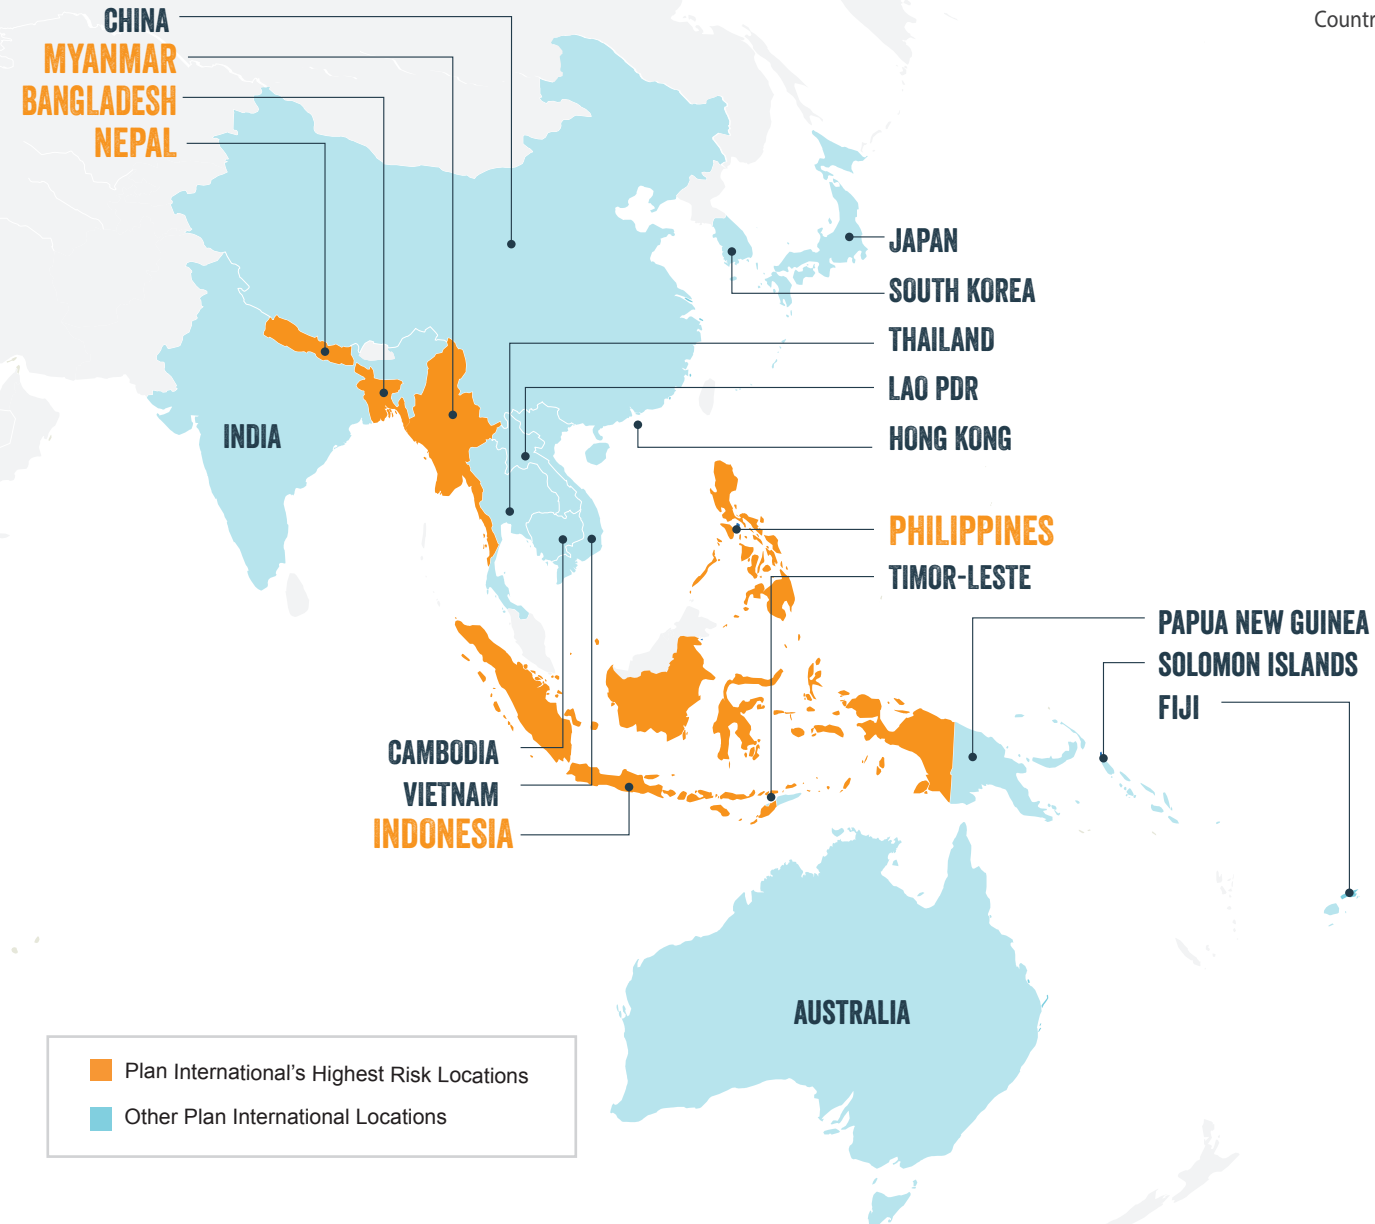 Countr
CHINA
MYANMAR
BANGLADESH
NEPAL
JAPAN
SOUTH KOREA
THAILAND
LAO PDR
HONG KONG
INDIA
PHILIPPINES
TIMOR-LESTE
PAPUA NEW GUINEA
SOLOMON ISLANDS
FIJI
CAMBODIA
VIETNAM
INDONESIA
AUSTRALIA
Plan International's Highest Risk Locations
Other Plan International Locations